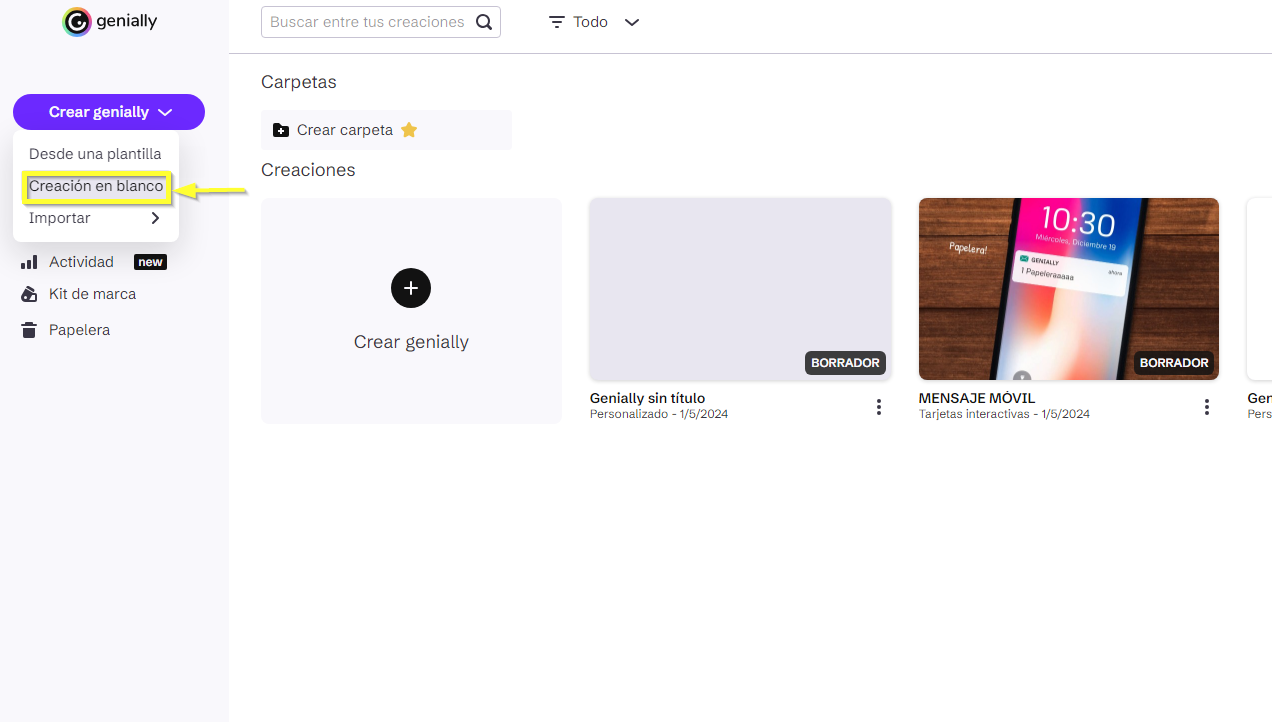 genially
Buscar entre tus creaciones
Todo
Crear genially
Desde una plantilla
Creación en blanco
Importar
Actividad new
Kit de marca
Papelera
Carpetas
Crear carpeta
Creaciones
Crear genially
BORRADOR
Genially sin título
Personalizado - 1/5/2024
10:30
Miércoles, Diciembre 19
Papelera!
GENIALLY
ahora
1 Papeleraaaaa
BORRADOR
MENSAJE MÓVIL
Tarjetas interactivas - 1/5/2024
Gen
Pers